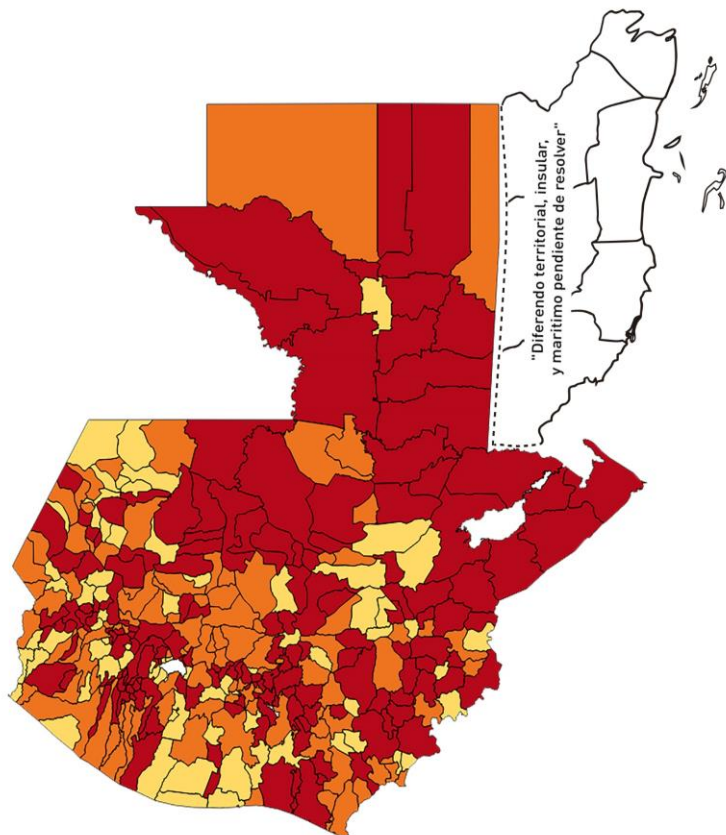 "Diferendo territorial, insular,
y marítimo pendiente de resolver"